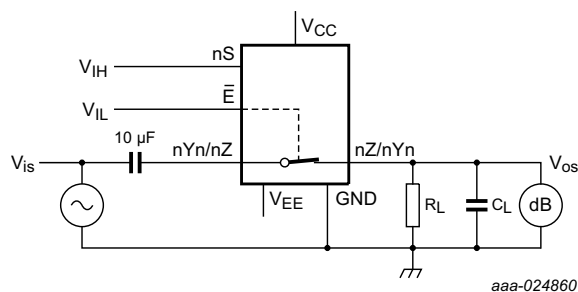 VCC
nS
VIH
E̅
VIL
10 µF
Vis
nYn/nZ
nZ/nYn
Vos
VEE
GND
RL
CL
dB
aaa-024860